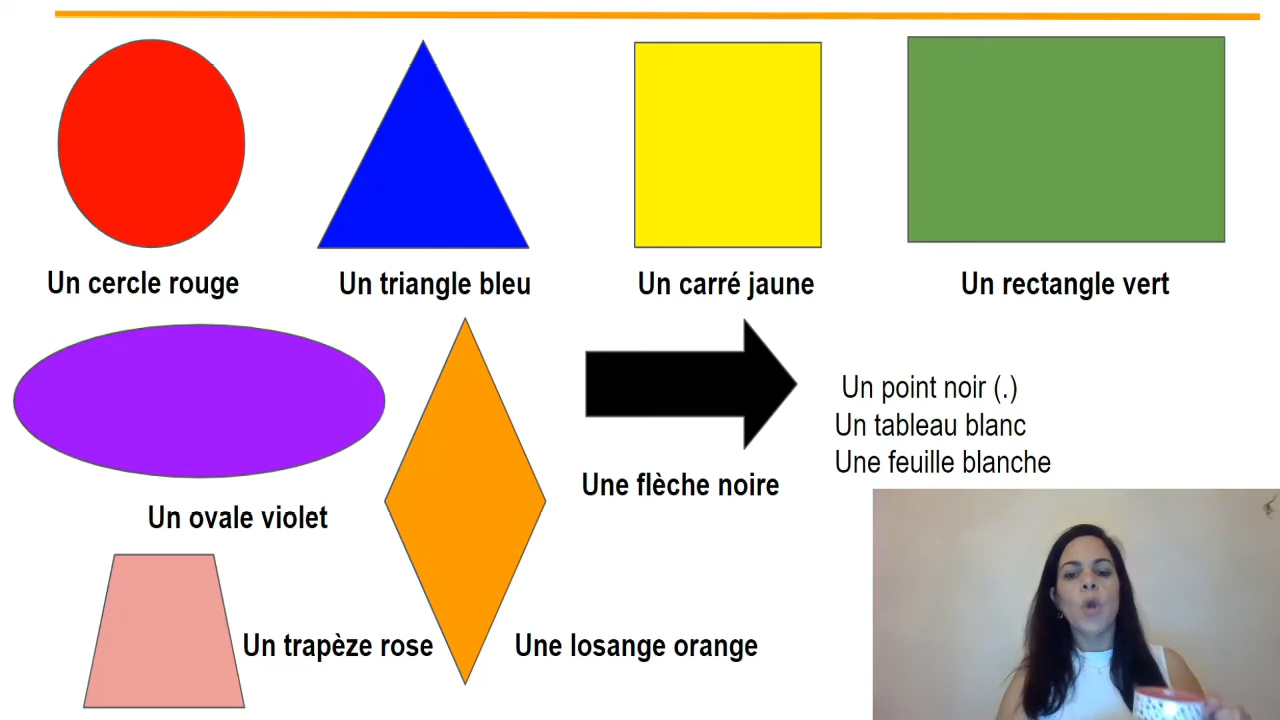 Un cercle rouge
Un triangle bleu
Un carré jaune
Un rectangle vert
Un point noir (.)
Un tableau blanc
Une feuille blanche
Une flèche noire
Un ovale violet
Un trapèze rose
Une losange orange